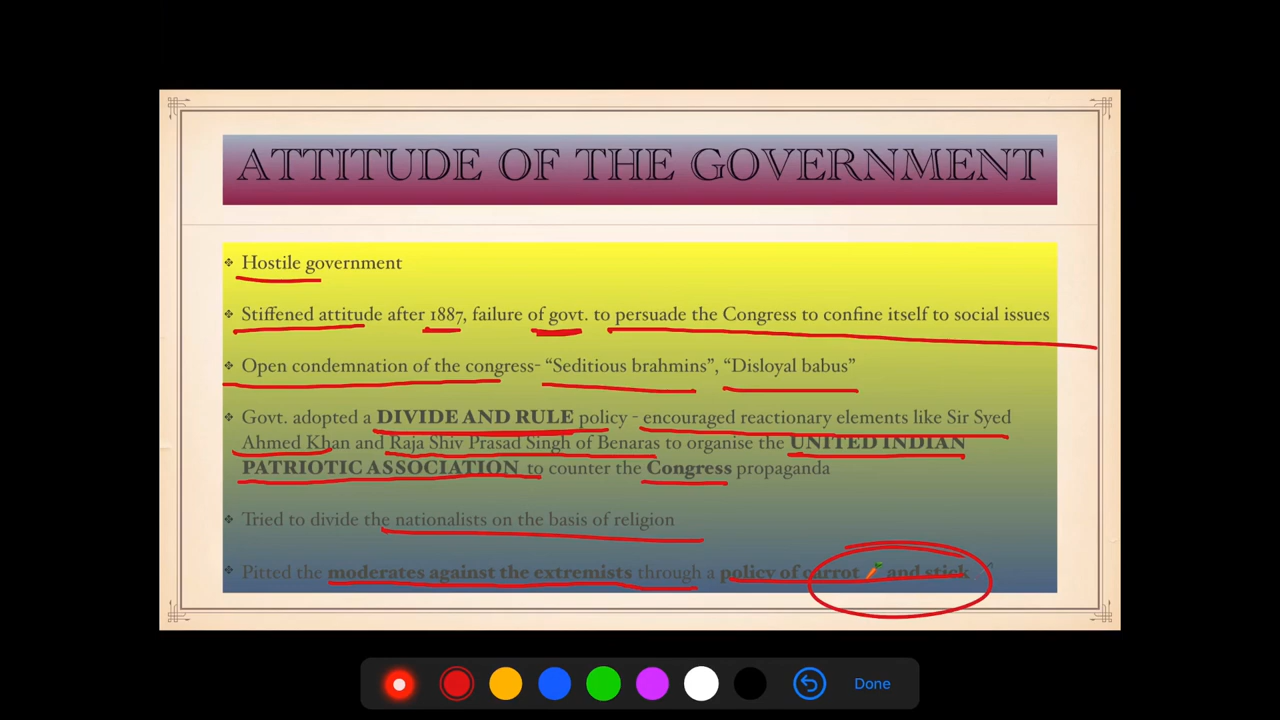 ATTITUDE OF THE GOVERNMENT
❖ Hostile government
❖ Stiffened attitude after 1887, failure of govt. to persuade the Congress to confine itself to social issues
❖ Open condemnation of the congress- “Seditious brahmins”, “Disloyal babus”
❖ Govt. adopted a DIVIDE AND RULE policy - encouraged reactionary elements like Sir Syed
Ahmed Khan and Raja Shiv Prasad Singh of Benaras to organise the UNITED INDIAN
PATRIOTIC ASSOCIATION to counter the Congress propaganda
❖ Tried to divide the nationalists on the basis of religion
❖ Pitted the moderates against the extremists through a policy of carrot 🥕 and stick
Done